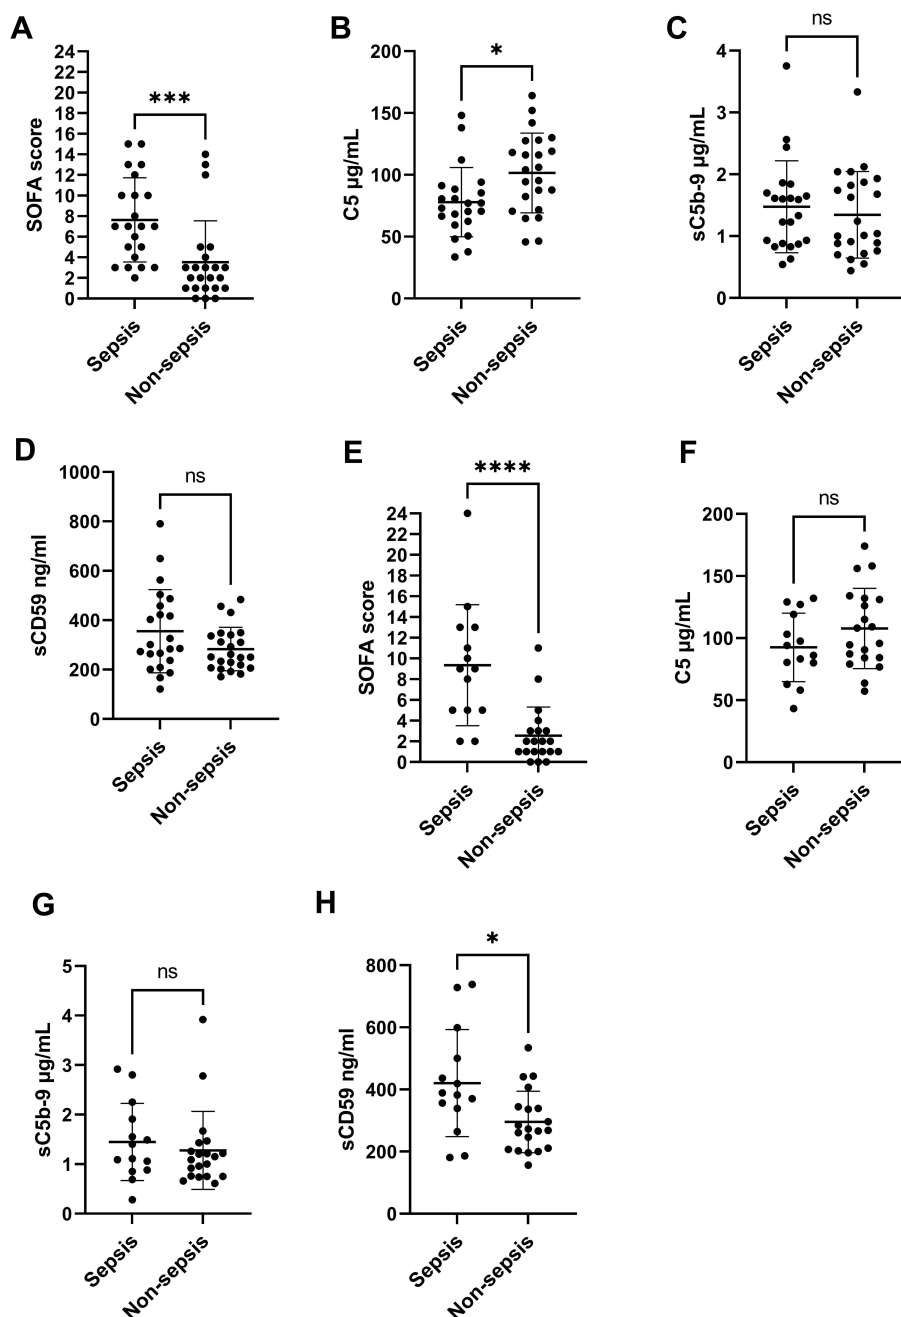 A
SOFA score
24
22
20
18
16
14
12
10
8
6
4
2
0
***
Sepsis
Non-sepsis
B
C5 µg/mL
200
150
100
50
0
*
Sepsis
Non-sepsis
C
sC5b-9 µg/mL
4
3
2
1
0
ns
Sepsis
Non-sepsis
D
sCD59 ng/ml
1000
800
600
400
200
0
ns
Sepsis
Non-sepsis
E
SOFA score
24
22
20
18
16
14
12
10
8
6
4
2
0
****
Sepsis
Non-sepsis
F
C5 µg/mL
200
150
100
50
0
ns
Sepsis
Non-sepsis
G
sC5b-9 µg/mL
5
4
3
2
1
0
ns
Sepsis
Non-sepsis
H
sCD59 ng/ml
800
600
400
200
0
*
Sepsis
Non-sepsis